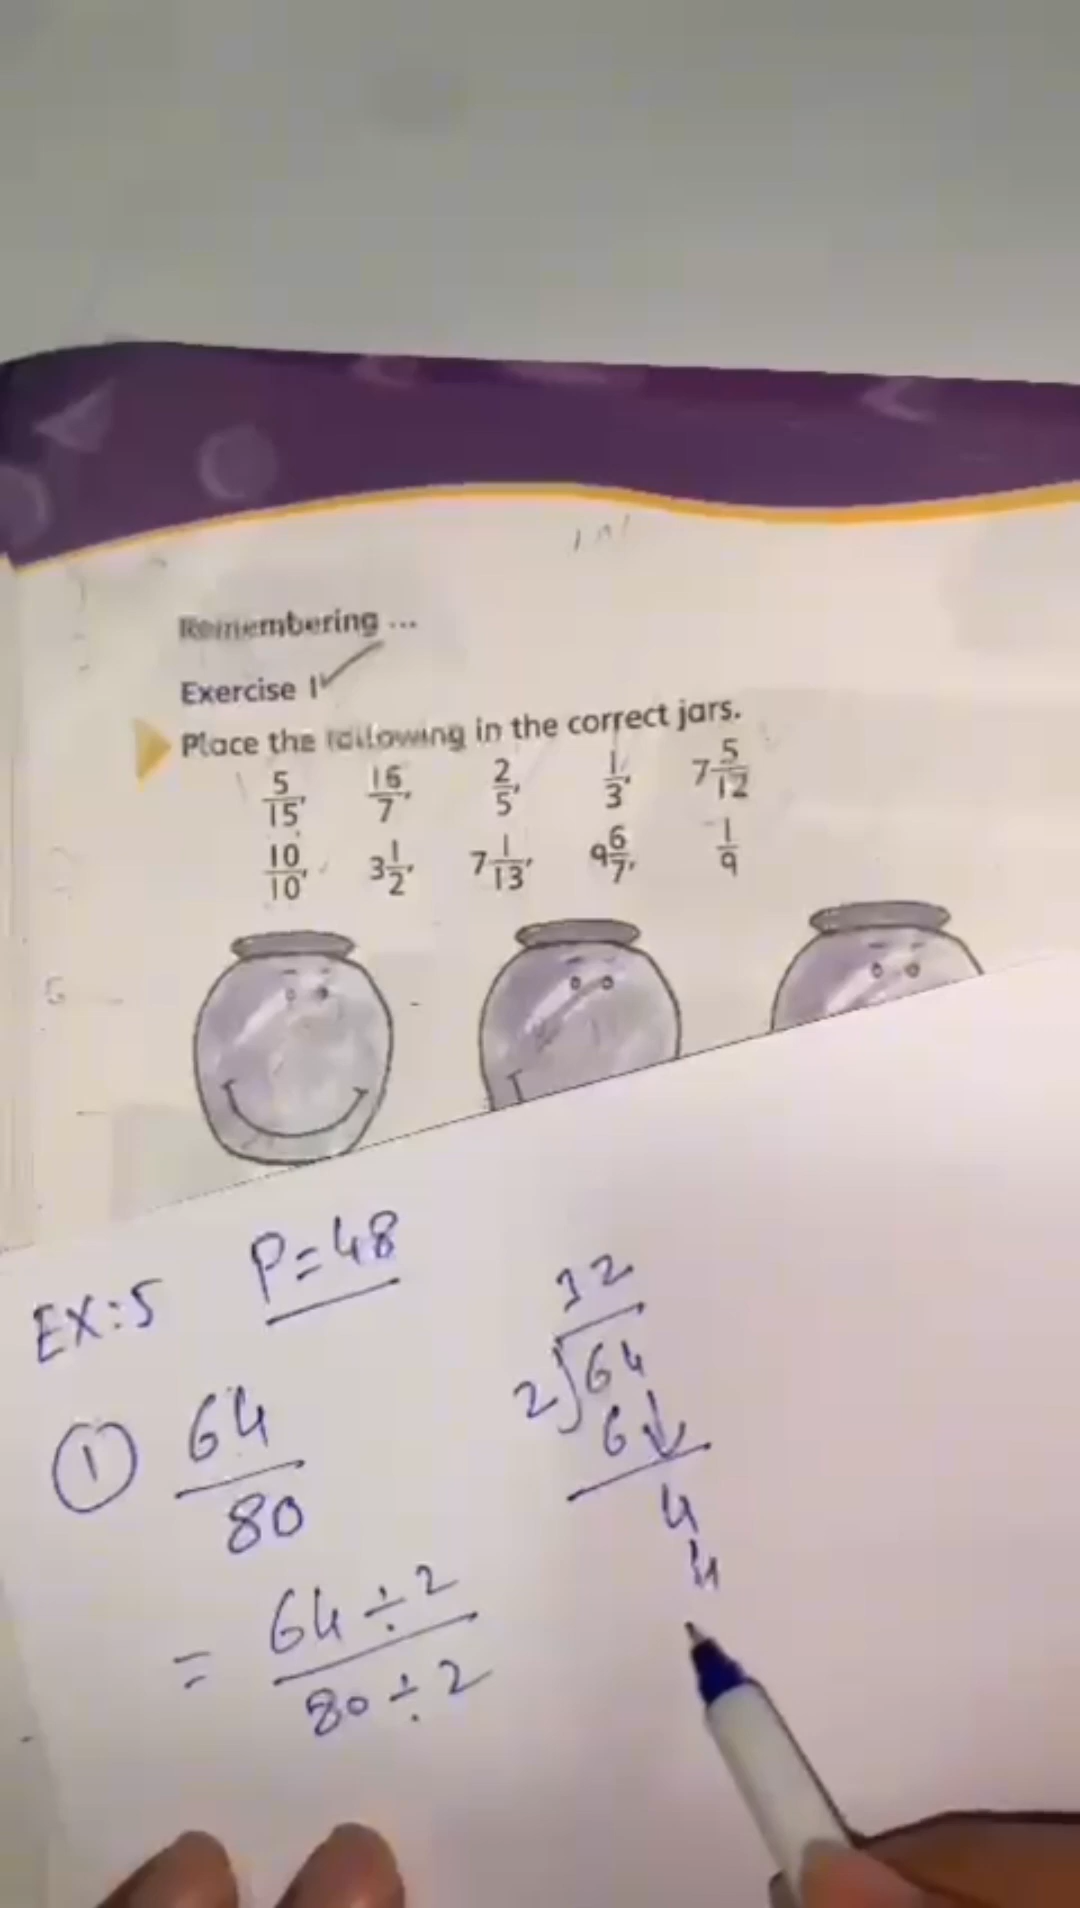 Remembering ...
Exercise 1
Place the following in the correct jars.
5/15, 16/7, 2/5, 1/3, 7 5/12
10/10, 3 1/2, 7 1/13, 9 6/7, 1/9
EX:5 P=48
① 64/80
= 64÷2/80÷2
32
2)64
6↓
4
4